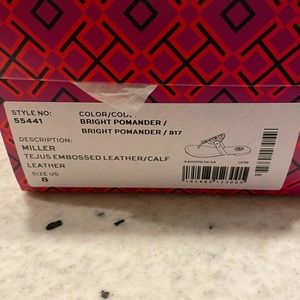 STYLE NO:
55441
COLOR/COD
BRIGHT POMANDER /
BRIGHT POMANDER / 817
DESCRIPTION:
MILLER
TEJUS EMBOSSED LEATHER/CALF
LEATHER
SIZE US
8